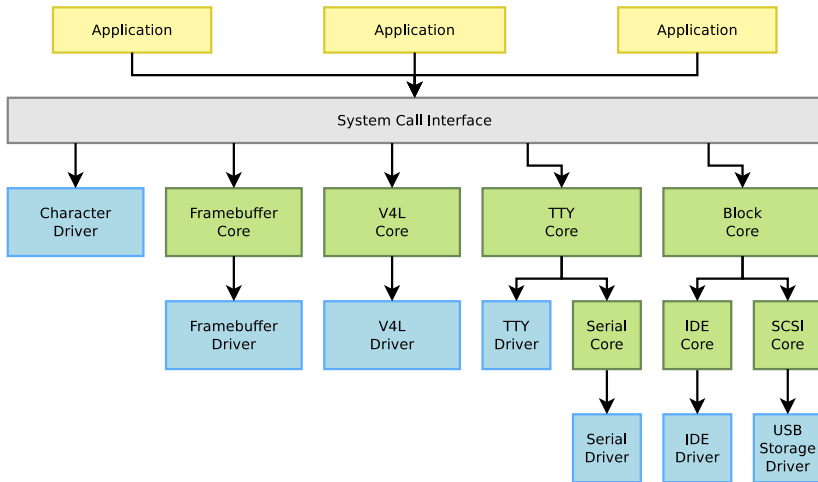 Application
Application
Application
System Call Interface
Character
Driver
Framebuffer
Core
V4L
Core
TTY
Core
Block
Core
Framebuffer
Driver
V4L
Driver
TTY
Driver
Serial
Core
IDE
Core
SCSI
Core
Serial
Driver
IDE
Driver
USB
Storage
Driver